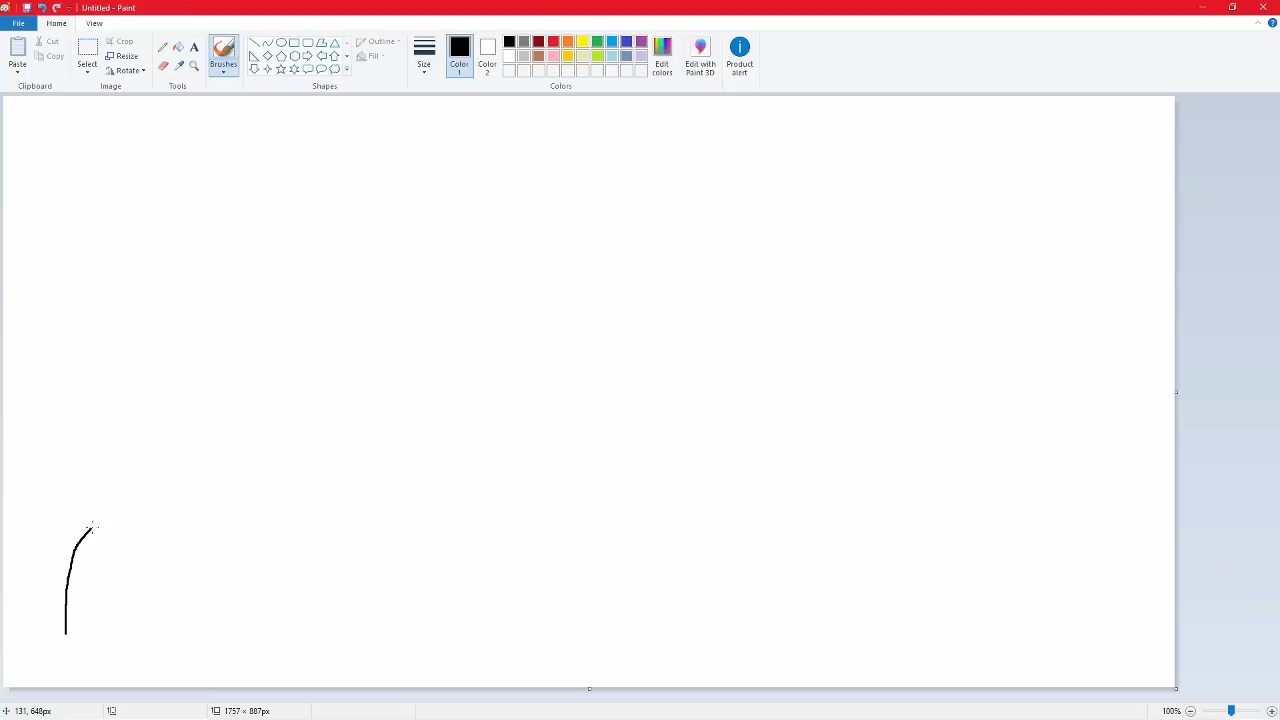 Untitled - Paint
File Home View
Paste
Cut
Copy
Clipboard
Select
Crop
Resize
Rotate
Image
A
Tools
Brushes
Outline
Fill
Shapes
Size
Color 1
Color 2
Edit colors
Colors
Edit with Paint 3D
Product alert
131, 648px
1757 × 887px
100%